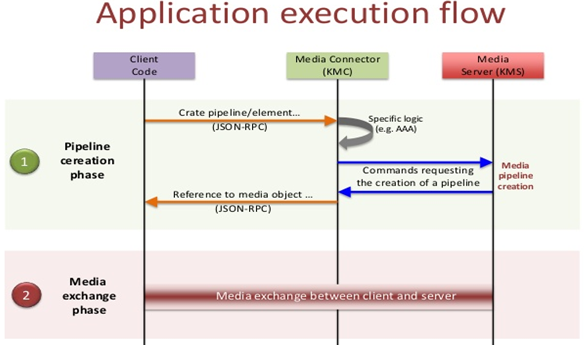 Application execution flow
Client
Code
Media Connector
(KMC)
Media
Server (KMS)
Crate pipeline/element...
(JSON-RPC)
Specific logic
(e.g. AAA)
1
Pipeline
cereation
phase
Commands requesting
the creation of a pipeline
Media
pipeline
creation
Reference to media object ...
(JSON-RPC)
2
Media
exchange
phase
Media exchange between client and server